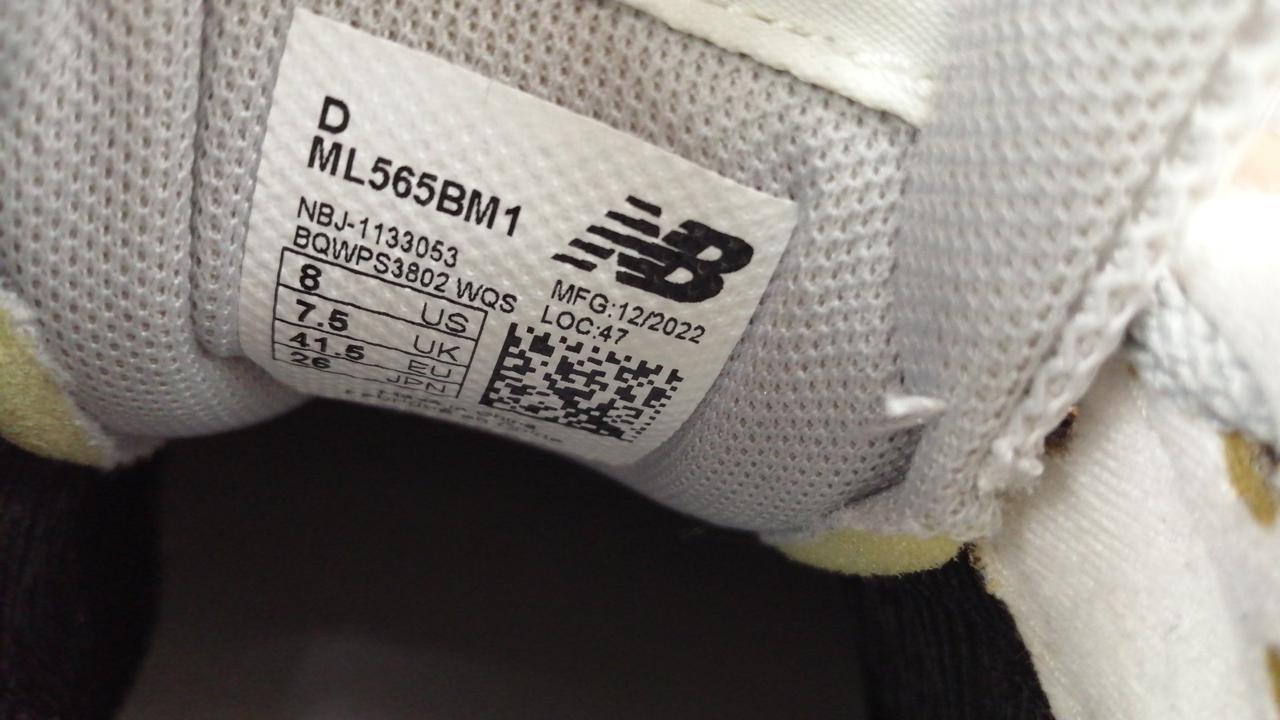 D
ML565BM1
NBJ-1133053
BQWPS3802 WQS
8 US
7.5 UK
41.5 EU
26 JPN
NB
MFG:12/2022
LOC:47